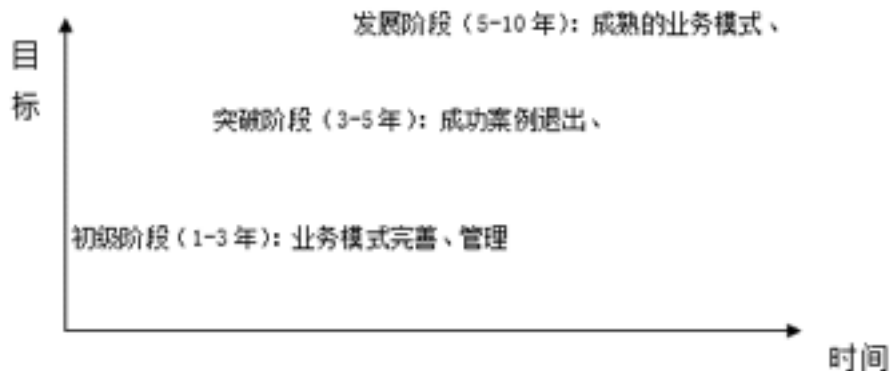 发展阶段（5-10 年）：成熟的业务模式、
目
标
突破阶段（3-5 年）：成功案例退出、
初级阶段（1-3 年）：业务模式完善、管理
时间